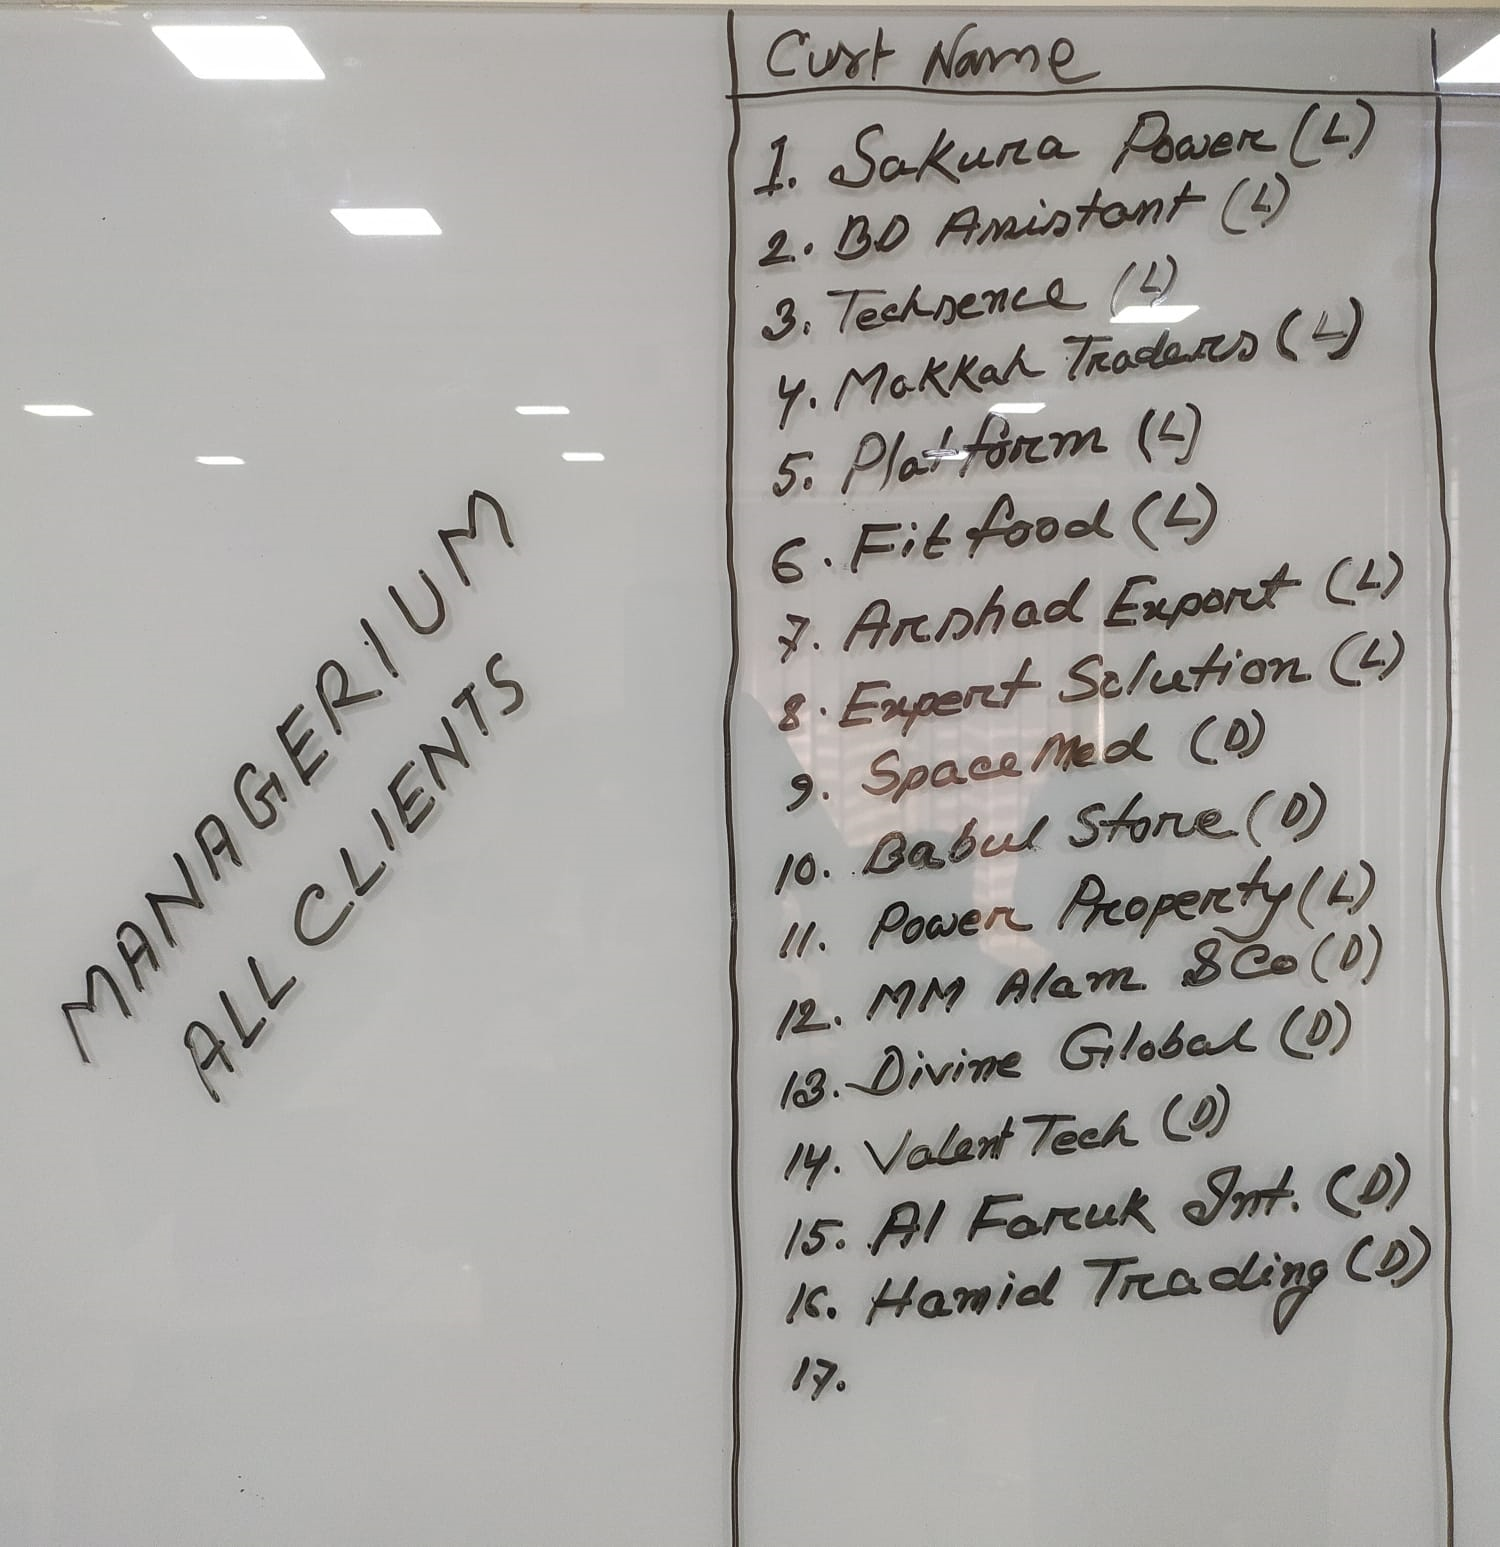 MANAGERIUM
ALL CLIENTS
Cust Name
1. Sakura Power (L)
2. BD Assistant (L)
3. Techsence (L)
4. Makkah Traders (L)
5. Platform (L)
6. Fit food (L)
7. Arshad Export (L)
8. Expert Solution (L)
9. Space Med (D)
10. Babul Store (D)
11. Power Property (L)
12. MM Alam & Co (D)
13. Divine Global (D)
14. Valent Tech (D)
15. Al Faruk Int. (D)
16. Hamid Trading (D)
17.